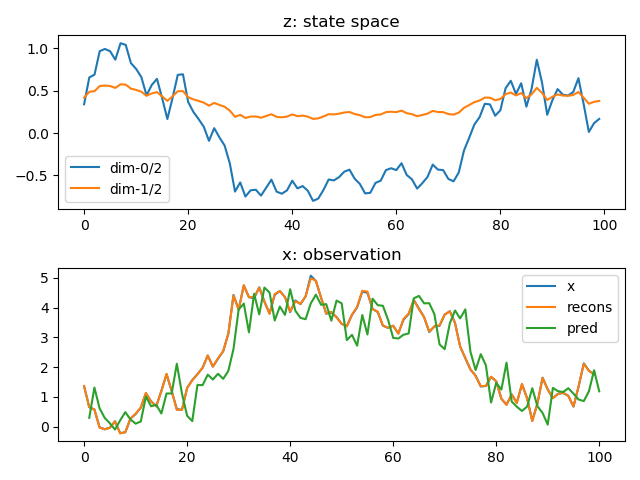 z: state space
1.0
0.5
0.0
−0.5
dim-0/2
dim-1/2
0 20 40 60 80 100
x: observation
5
4
3
2
1
0
x
recons
pred
0 20 40 60 80 100